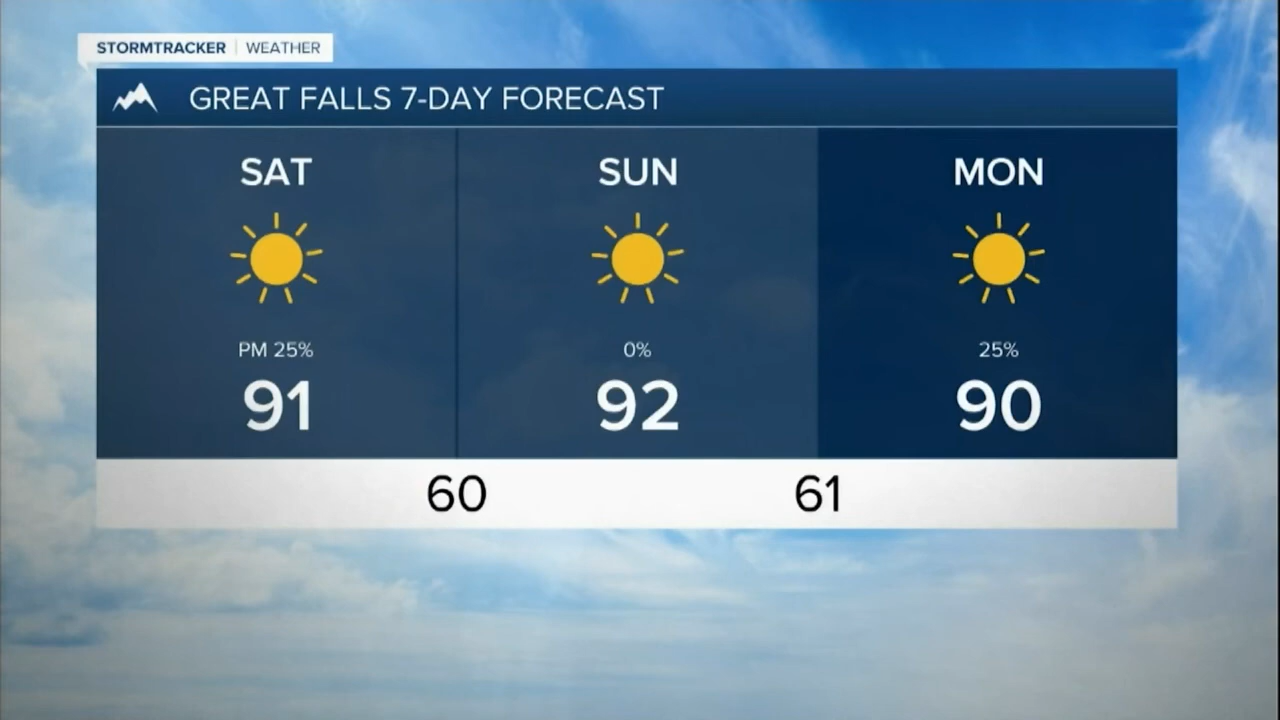 STORMTRACKER | WEATHER
GREAT FALLS 7-DAY FORECAST
SAT SUN MON
PM 25% 0% 25%
91 92 90
60 61